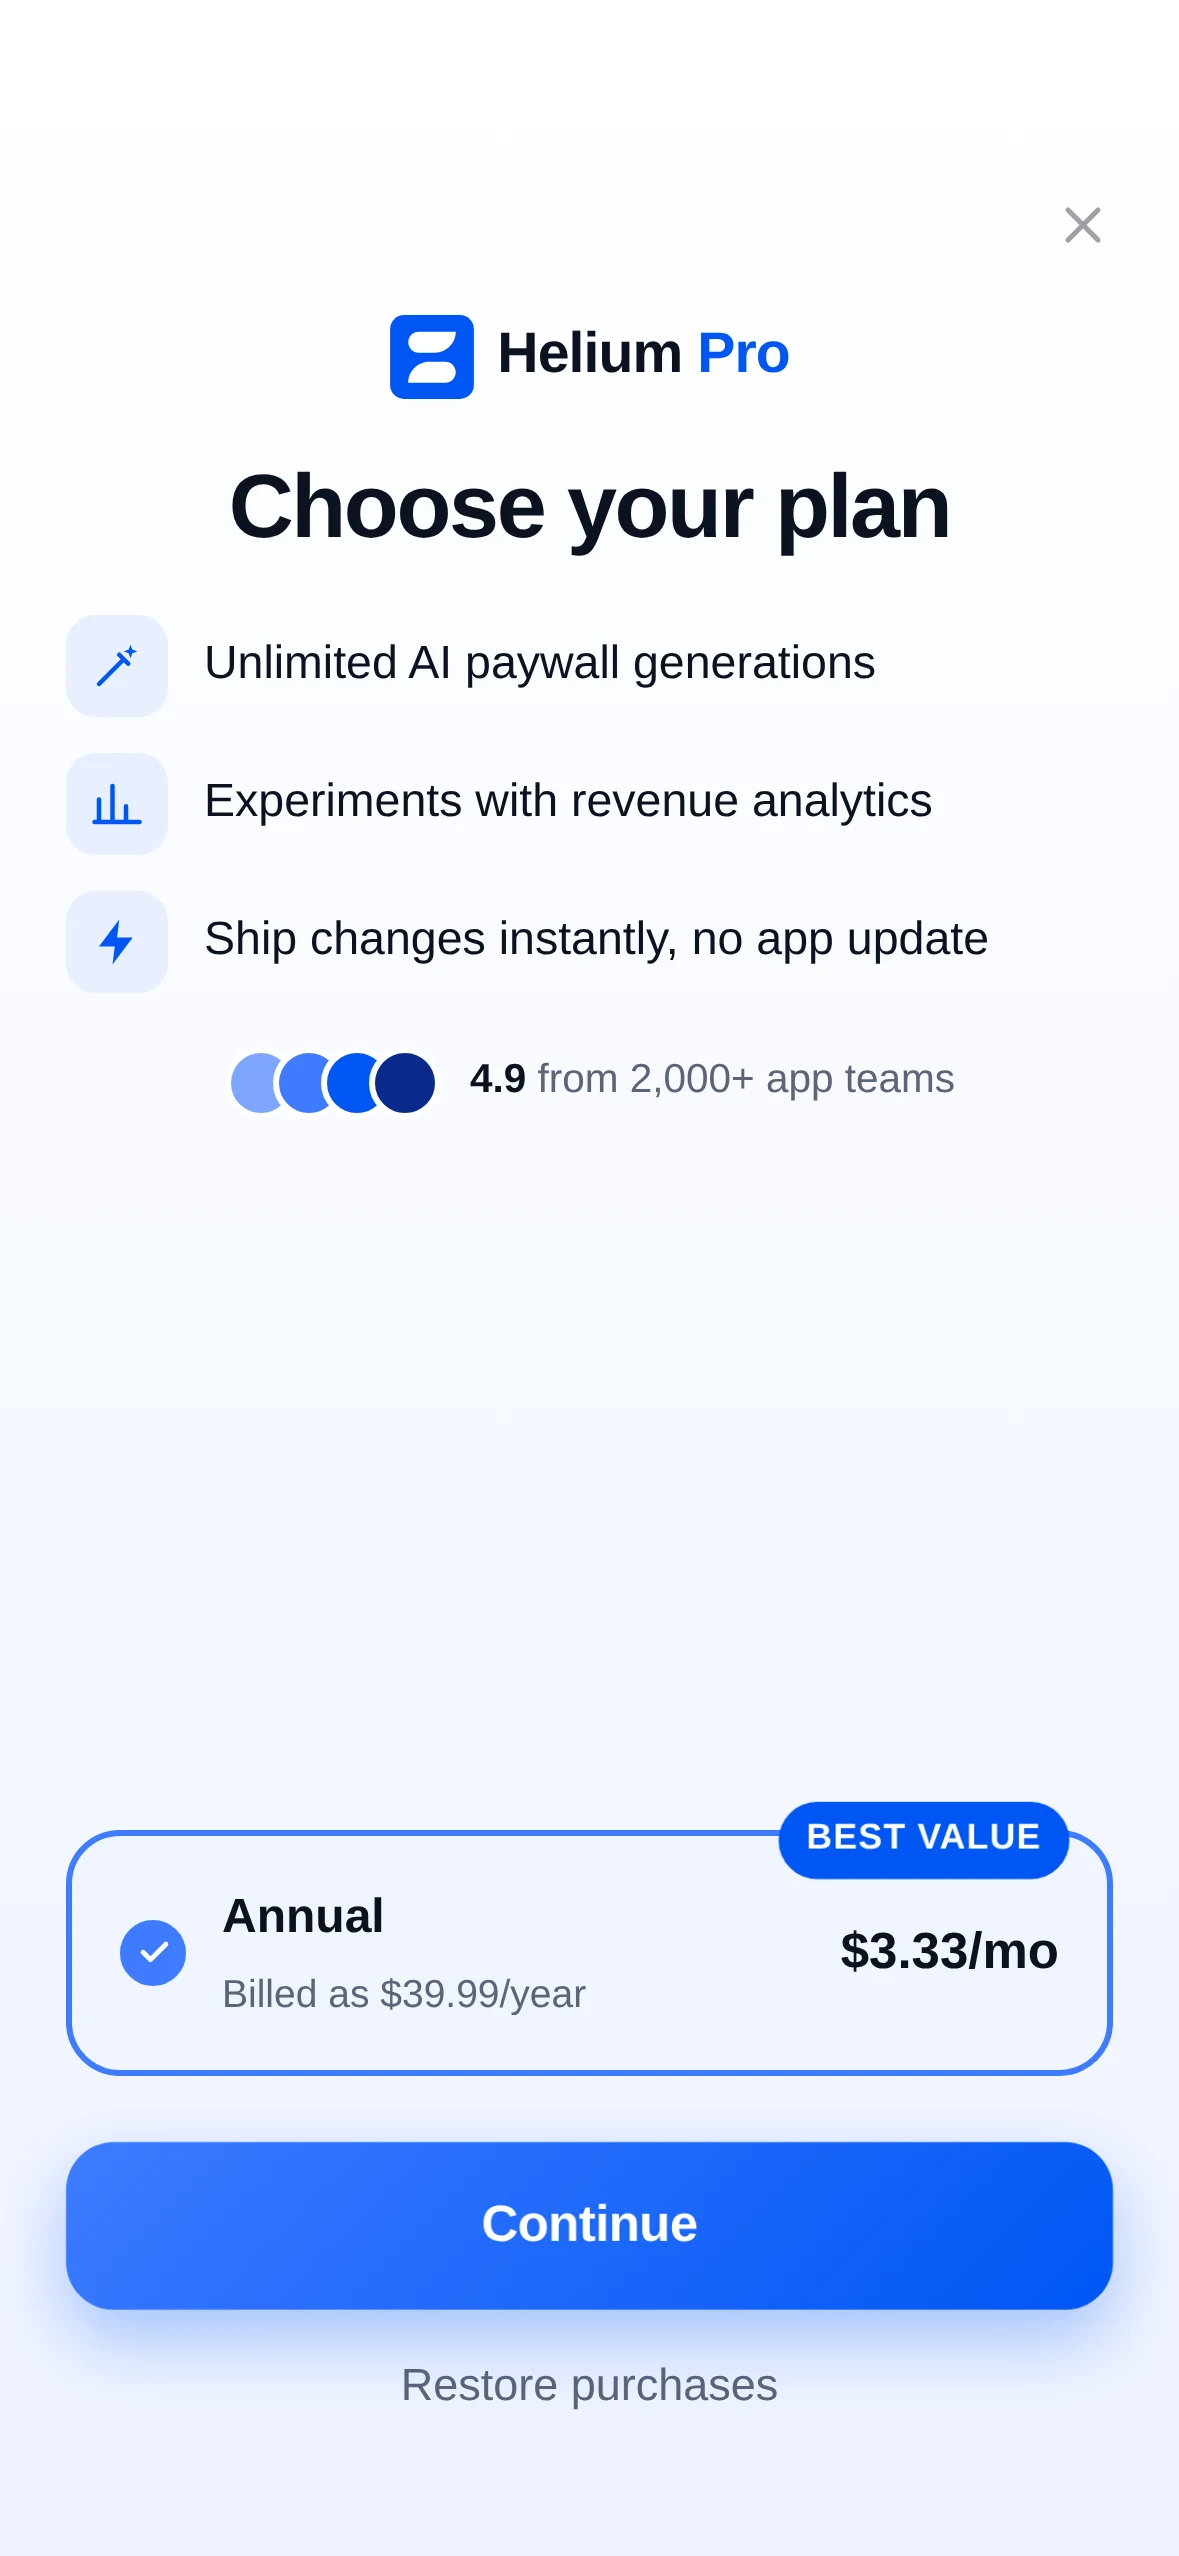 Helium Pro
Choose your plan
Unlimited AI paywall generations
Experiments with revenue analytics
Ship changes instantly, no app update
4.9 from 2,000+ app teams
BEST VALUE
Annual
$3.33/mo
Billed as $39.99/year
Continue
Restore purchases